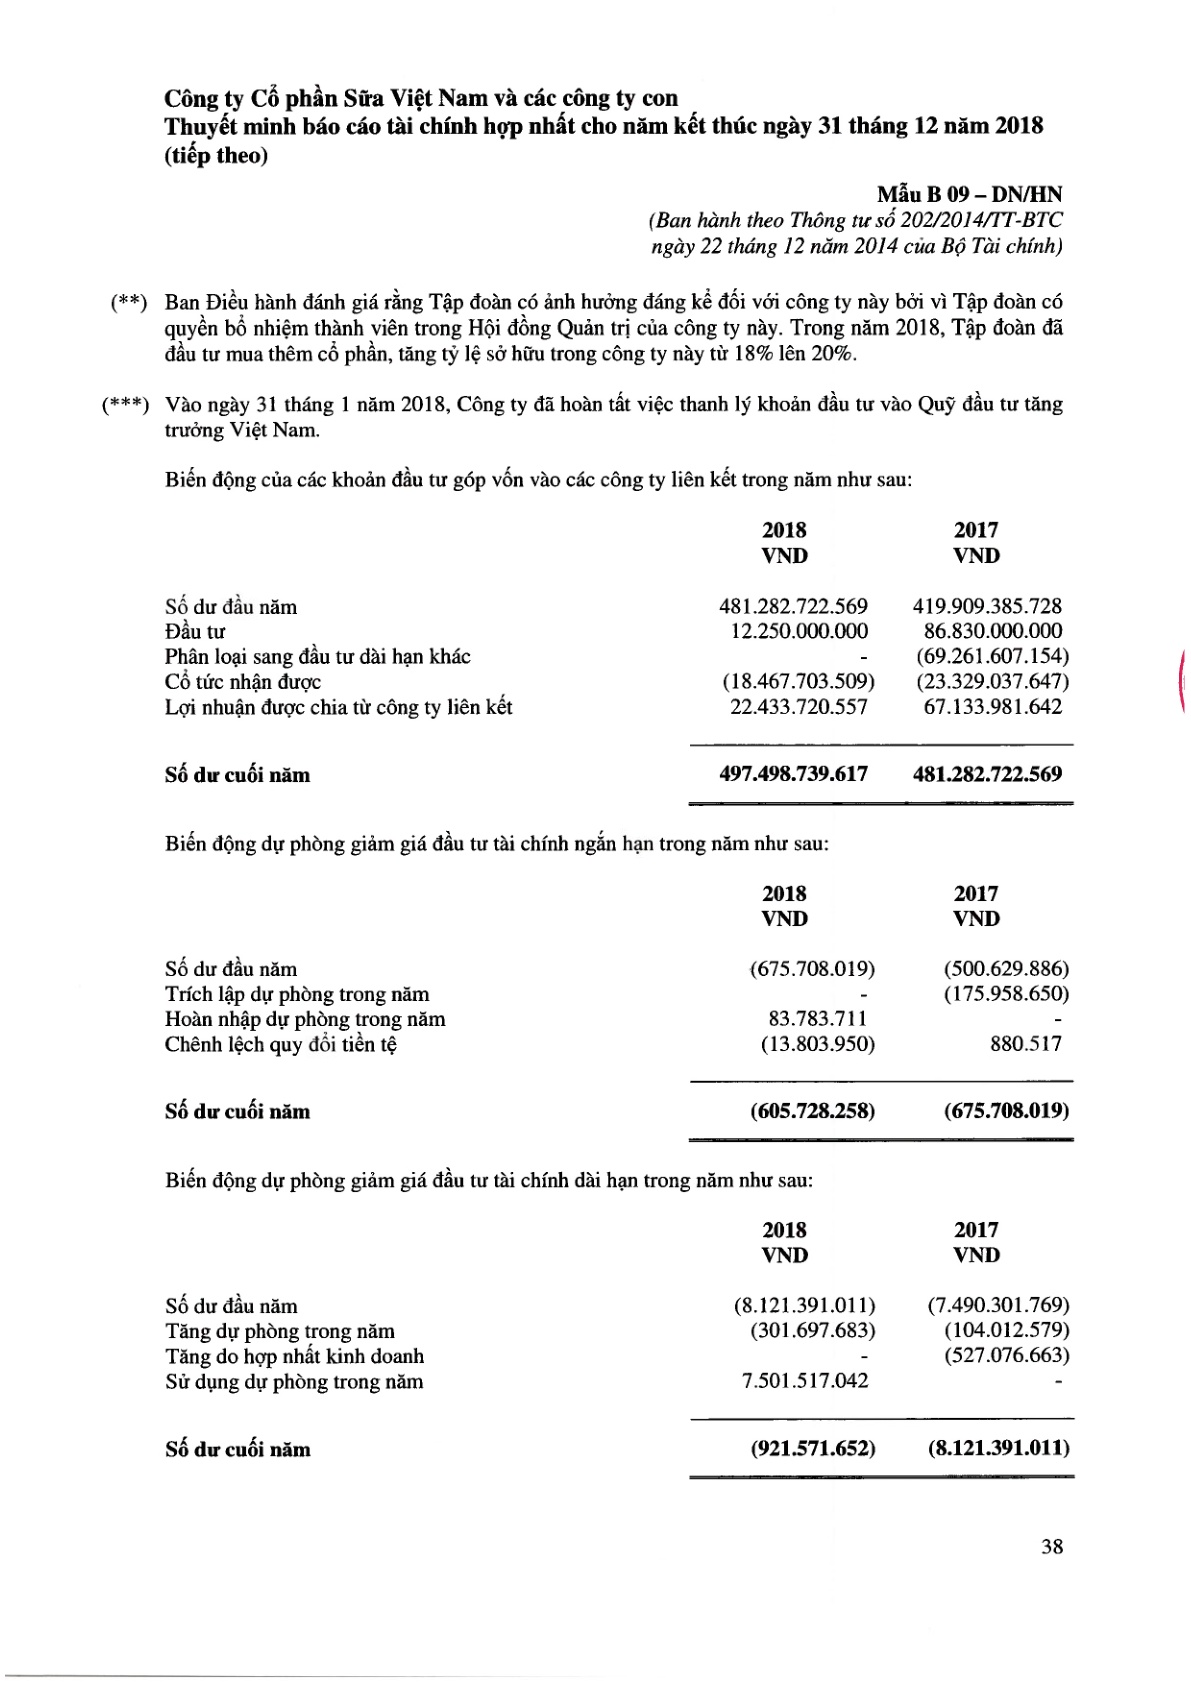 Công ty Cổ phần Sữa Việt Nam và các công ty con
Thuyết minh báo cáo tài chính hợp nhất cho năm kết thúc ngày 31 tháng 12 năm 2018
(tiếp theo)
Mẫu B 09 – DN/HN
(Ban hành theo Thông tư số 202/2014/TT-BTC
ngày 22 tháng 12 năm 2014 của Bộ Tài chính)
(**) Ban Điều hành đánh giá rằng Tập đoàn có ảnh hưởng đáng kể đối với công ty này bởi vì Tập đoàn có
quyền bổ nhiệm thành viên trong Hội đồng Quản trị của công ty này. Trong năm 2018, Tập đoàn đã
đầu tư mua thêm cổ phần, tăng tỷ lệ sở hữu trong công ty này từ 18% lên 20%.
(***) Vào ngày 31 tháng 1 năm 2018, Công ty đã hoàn tất việc thanh lý khoản đầu tư vào Quỹ đầu tư tăng
trưởng Việt Nam.
Biến động của các khoản đầu tư góp vốn vào các công ty liên kết trong năm như sau:
2018 2017
VND VND
Số dư đầu năm 481.282.722.569 419.909.385.728
Đầu tư 12.250.000.000 86.830.000.000
Phân loại sang đầu tư dài hạn khác - (69.261.607.154)
Cổ tức nhận được (18.467.703.509) (23.329.037.647)
Lợi nhuận được chia từ công ty liên kết 22.433.720.557 67.133.981.642
Số dư cuối năm 497.498.739.617 481.282.722.569
Biến động dự phòng giảm giá đầu tư tài chính ngắn hạn trong năm như sau:
2018 2017
VND VND
Số dư đầu năm (675.708.019) (500.629.886)
Trích lập dự phòng trong năm - (175.958.650)
Hoàn nhập dự phòng trong năm 83.783.711 -
Chênh lệch quy đổi tiền tệ (13.803.950) 880.517
Số dư cuối năm (605.728.258) (675.708.019)
Biến động dự phòng giảm giá đầu tư tài chính dài hạn trong năm như sau:
2018 2017
VND VND
Số dư đầu năm (8.121.391.011) (7.490.301.769)
Tăng dự phòng trong năm (301.697.683) (104.012.579)
Tăng do hợp nhất kinh doanh - (527.076.663)
Sử dụng dự phòng trong năm 7.501.517.042 -
Số dư cuối năm (921.571.652) (8.121.391.011)
38